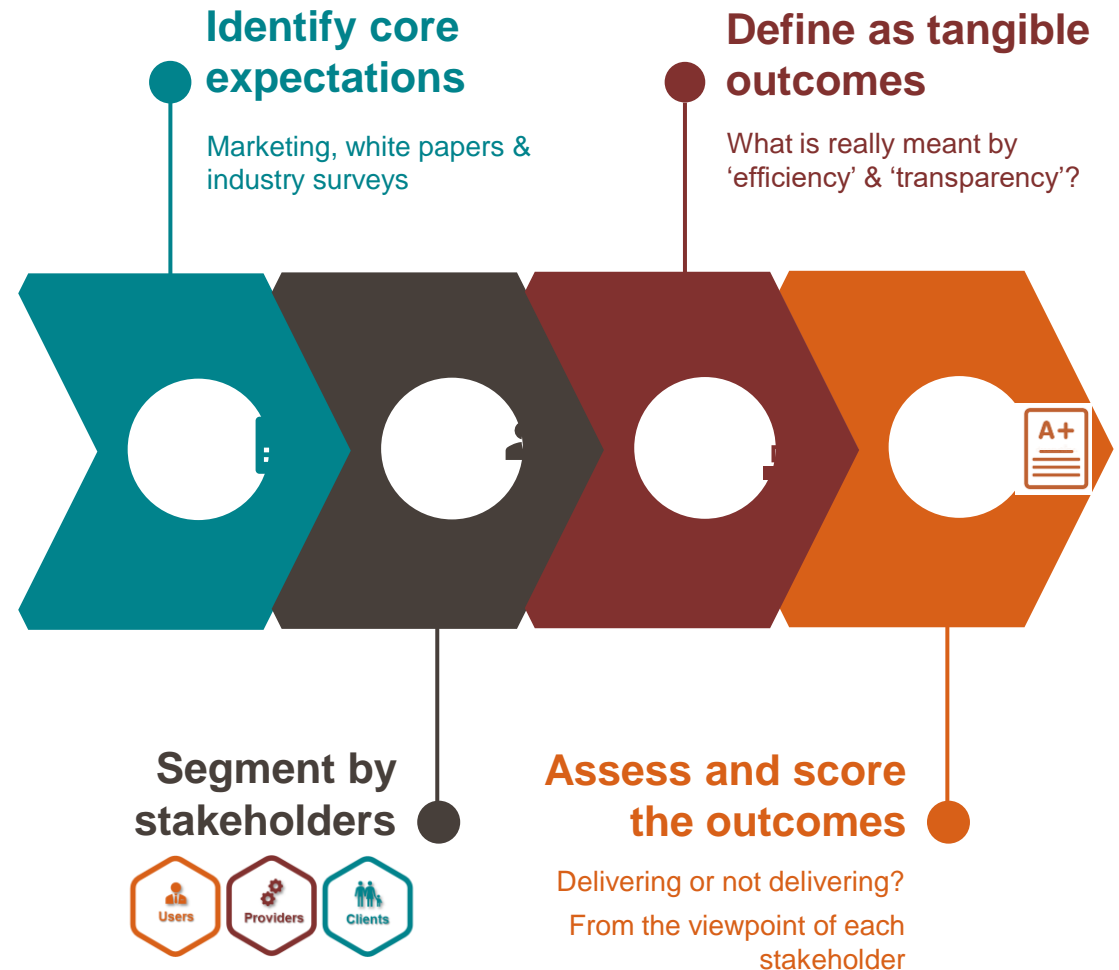 Identify core
expectations
Marketing, white papers &
industry surveys
Define as tangible
outcomes
What is really meant by
‘efficiency’ & ‘transparency’?
A+
Segment by
stakeholders
Users
Providers
Clients
Assess and score
the outcomes
Delivering or not delivering?
From the viewpoint of each
stakeholder